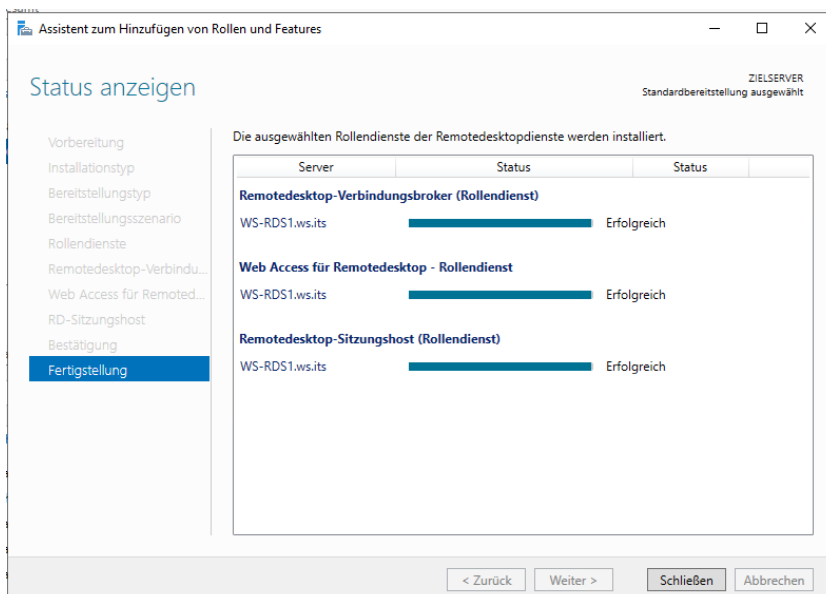 Assistent zum Hinzufügen von Rollen und Features
Status anzeigen
ZIELSERVER
Standardbereitstellung ausgewählt
Vorbereitung
Installationstyp
Bereitstellungstyp
Bereitstellungsszenario
Rollendienste
Remotedesktop-Verbindu...
Web Access für Remoted...
RD-Sitzungshost
Bestätigung
Fertigstellung
Die ausgewählten Rollendienste der Remotedesktopdienste werden installiert.
Server Status Status
Remotedesktop-Verbindungsbroker (Rollendienst)
WS-RDS1.ws.its Erfolgreich
Web Access für Remotedesktop - Rollendienst
WS-RDS1.ws.its Erfolgreich
Remotedesktop-Sitzungshost (Rollendienst)
WS-RDS1.ws.its Erfolgreich
< Zurück Weiter > Schließen Abbrechen